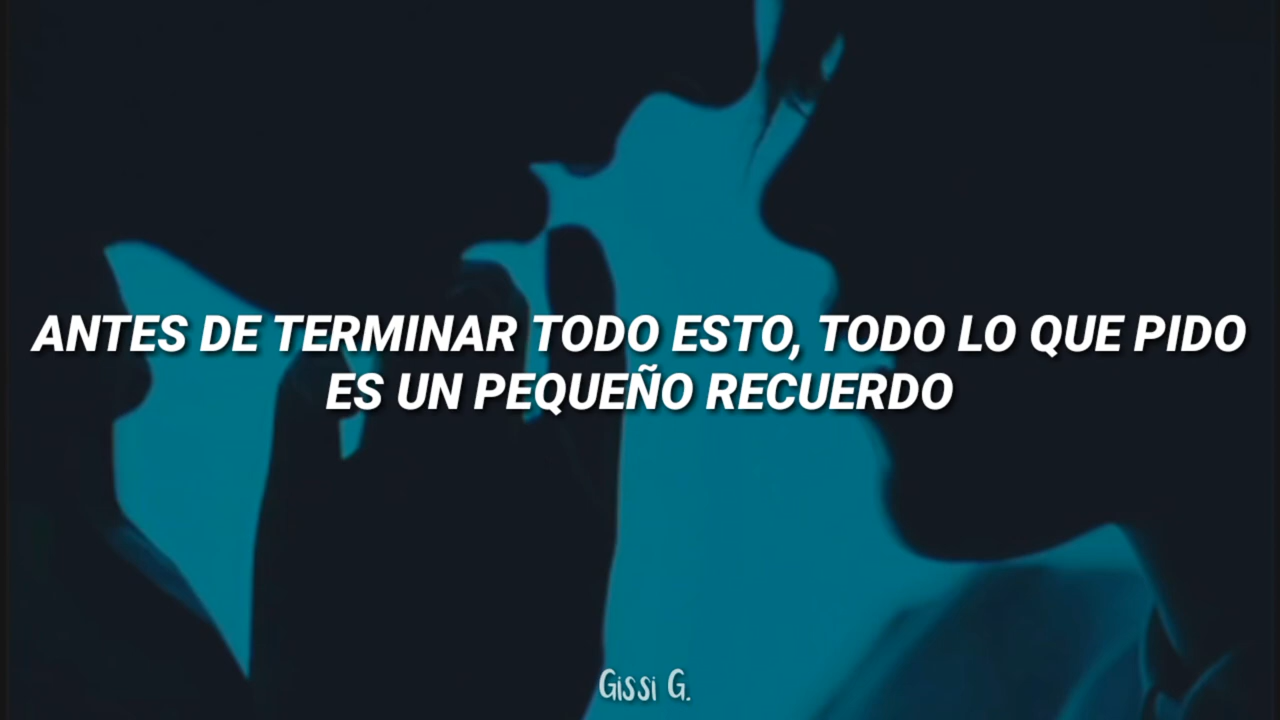 ANTES DE TERMINAR TODO ESTO, TODO LO QUE PIDO
ES UN PEQUEÑO RECUERDO
Gissi G.